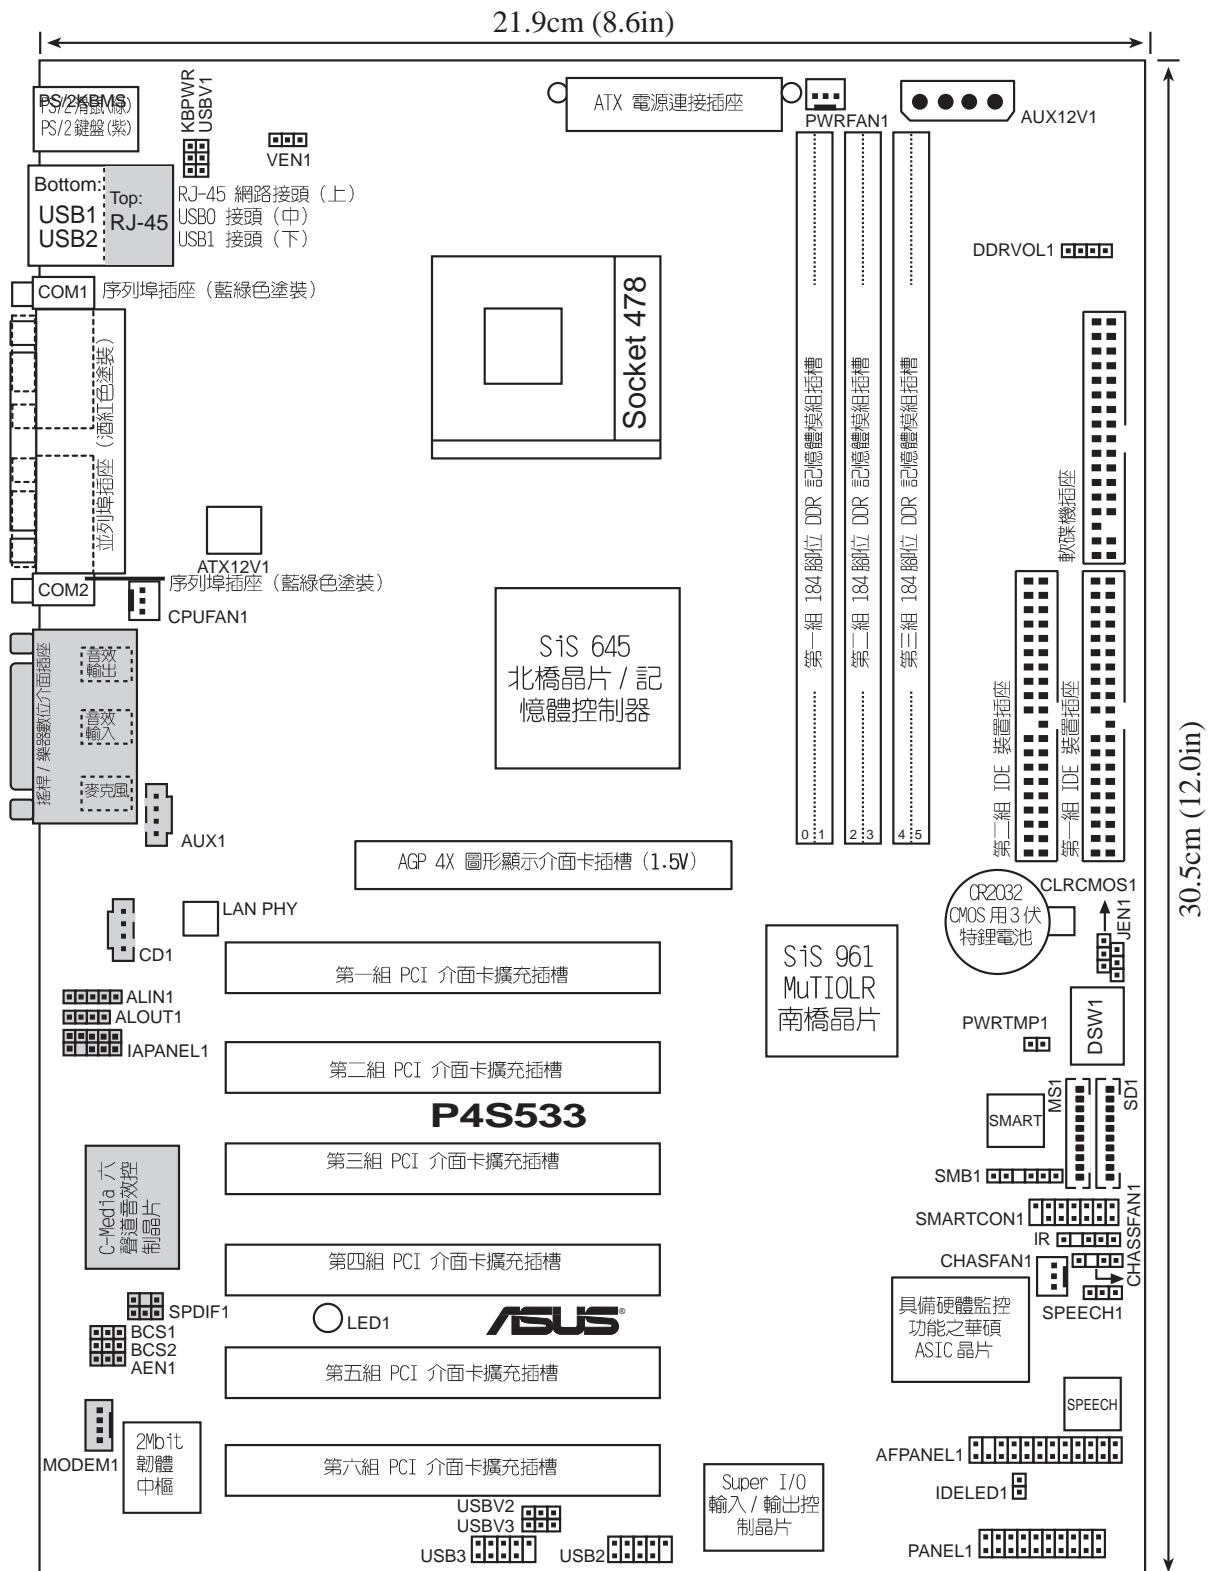 21.9cm (8.6in)
PS/2KBMS
PS/2 滑鼠(綠)
PS/2 鍵盤(紫)
KBPWR
USBV1
VEN1
ATX 電源連接插座
PWRFAN1
AUX12V1
Bottom:
USB1
USB2
Top:
RJ-45
RJ-45 網路接頭（上）
USB0 接頭（中）
USB1 接頭（下）
DDRVOL1
COM1
序列埠插座（藍綠色塗裝）
並列埠插座（酒紅色塗裝）
Socket 478
第一組 184 腳位 DDR 記憶體模組插槽
第二組 184 腳位 DDR 記憶體模組插槽
第三組 184 腳位 DDR 記憶體模組插槽
0 1
2 3
4 5
軟碟機插座
第二組 IDE 裝置插座
第一組 IDE 裝置插座
30.5cm (12.0in)
ATX12V1
COM2
序列埠插座（藍綠色塗裝）
CPUFAN1
SiS 645
北橋晶片 / 記
憶體控制器
搖桿 / 樂器數位介面插座
音效
輸出
音效
輸入
麥克風
AUX1
AGP 4X 圖形顯示介面卡插槽 (1.5V)
CR2032
CMOS 用 3 伏
特鋰電池
CLRCMOS1
JEN1
LAN PHY
CD1
第一組 PCI 介面卡擴充插槽
SiS 961
MuTIOLR
南橋晶片
ALIN1
ALOUT1
IAPANEL1
PWRTMP1
DSW1
第二組 PCI 介面卡擴充插槽
P4S533
SMART
MS1
SD1
C-Media 六
聲道音效控
制晶片
第三組 PCI 介面卡擴充插槽
SMB1
SMARTCON1
IR
CHASSFAN1
第四組 PCI 介面卡擴充插槽
CHASFAN1
SPEECH1
SPDIF1
BCS1
BCS2
AEN1
LED1
ASUS®
具備硬體監控
功能之華碩
ASIC 晶片
第五組 PCI 介面卡擴充插槽
SPEECH
MODEM1
2Mbit
韌體
中樞
第六組 PCI 介面卡擴充插槽
AFPANEL1
Super I/O
輸入 / 輸出控
制晶片
IDELED1
USBV2
USBV3
USB3
USB2
PANEL1